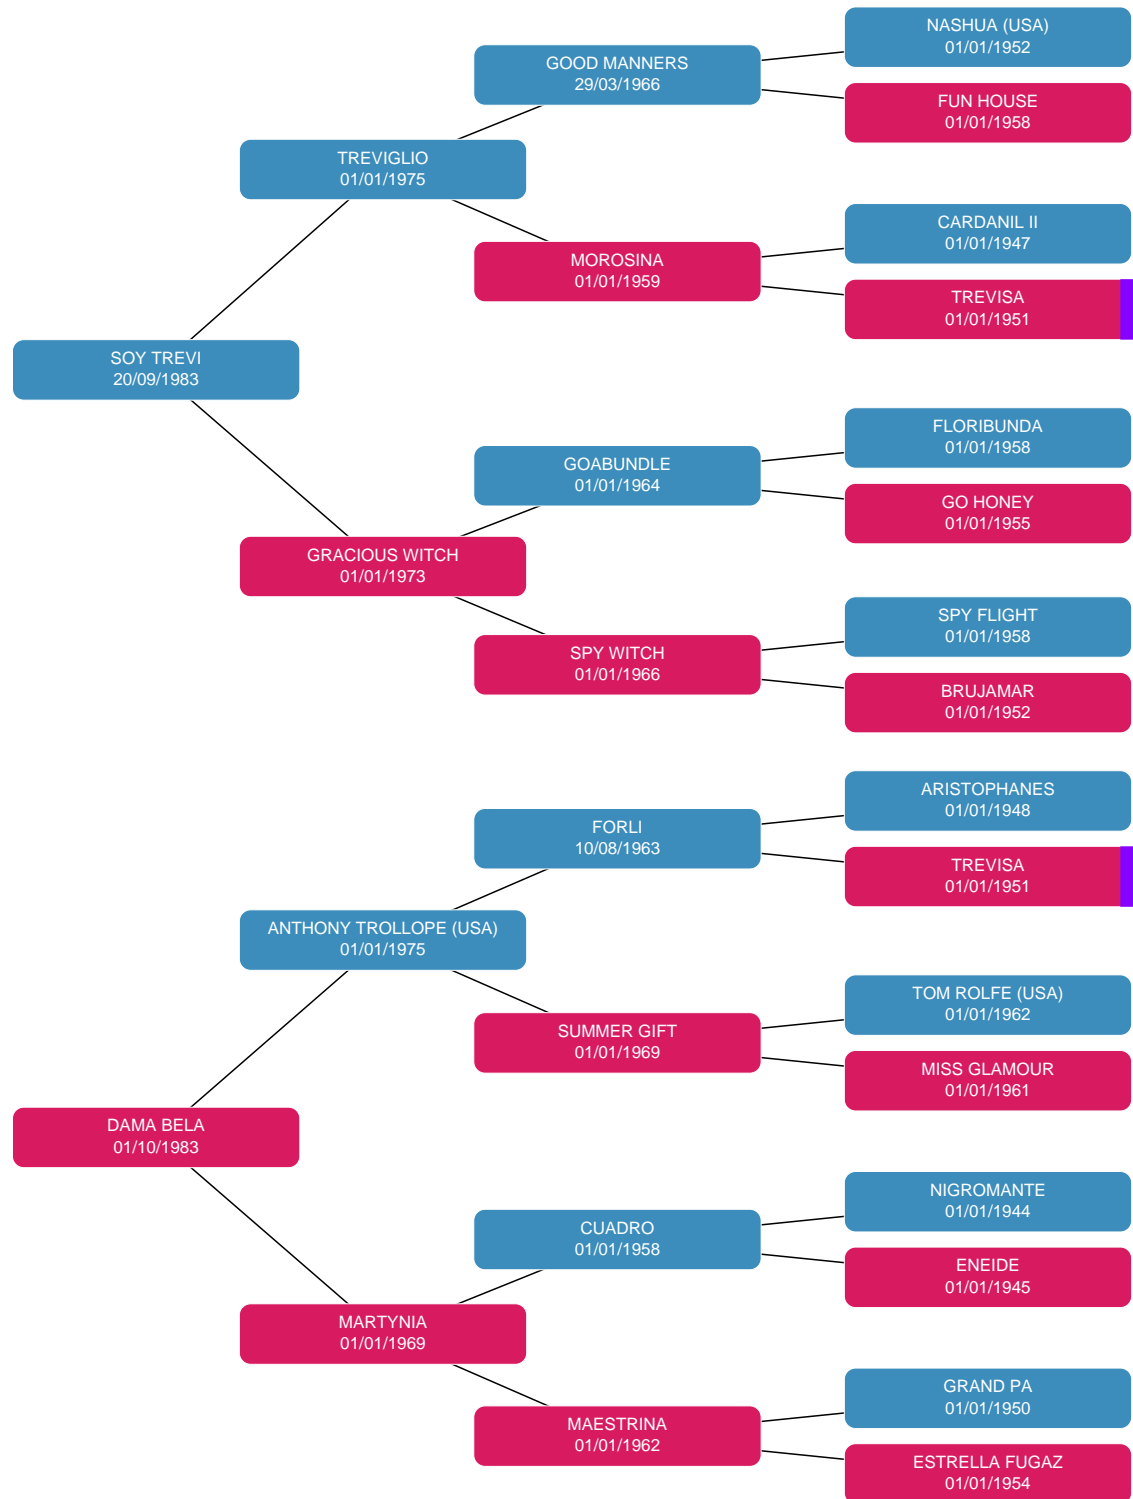 NASHUA (USA)
01/01/1952
GOOD MANNERS
29/03/1966
FUN HOUSE
01/01/1958
TREVIGLIO
01/01/1975
CARDANIL II
01/01/1947
MOROSINA
01/01/1959
TREVISA
01/01/1951
SOY TREVI
20/09/1983
FLORIBUNDA
01/01/1958
GOABUNDLE
01/01/1964
GO HONEY
01/01/1955
GRACIOUS WITCH
01/01/1973
SPY FLIGHT
01/01/1958
SPY WITCH
01/01/1966
BRUJAMAR
01/01/1952
ARISTOPHANES
01/01/1948
FORLI
10/08/1963
TREVISA
01/01/1951
ANTHONY TROLLOPE (USA)
01/01/1975
TOM ROLFE (USA)
01/01/1962
SUMMER GIFT
01/01/1969
MISS GLAMOUR
01/01/1961
DAMA BELA
01/10/1983
NIGROMANTE
01/01/1944
CUADRO
01/01/1958
ENEIDE
01/01/1945
MARTYNIA
01/01/1969
GRAND PA
01/01/1950
MAESTRINA
01/01/1962
ESTRELLA FUGAZ
01/01/1954